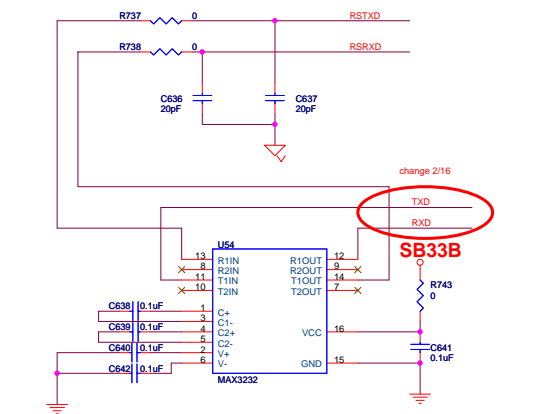 R737 0 RSTXD
R738 0 RSRXD
C636 C637
20pF 20pF
change 2/16
TXD
RXD
U54 SB33B
13 R1IN R1OUT 12
8 R2IN R2OUT 9
11 T1IN T1OUT 14
10 T2IN T2OUT 7
R743
0
C638 0.1uF 1 C+
3 C1-
C639 0.1uF 4 C2+ VCC 16
5 C2-
C640 0.1uF 2 V+ C641
C642 0.1uF 6 V- GND 15 0.1uF
MAX3232